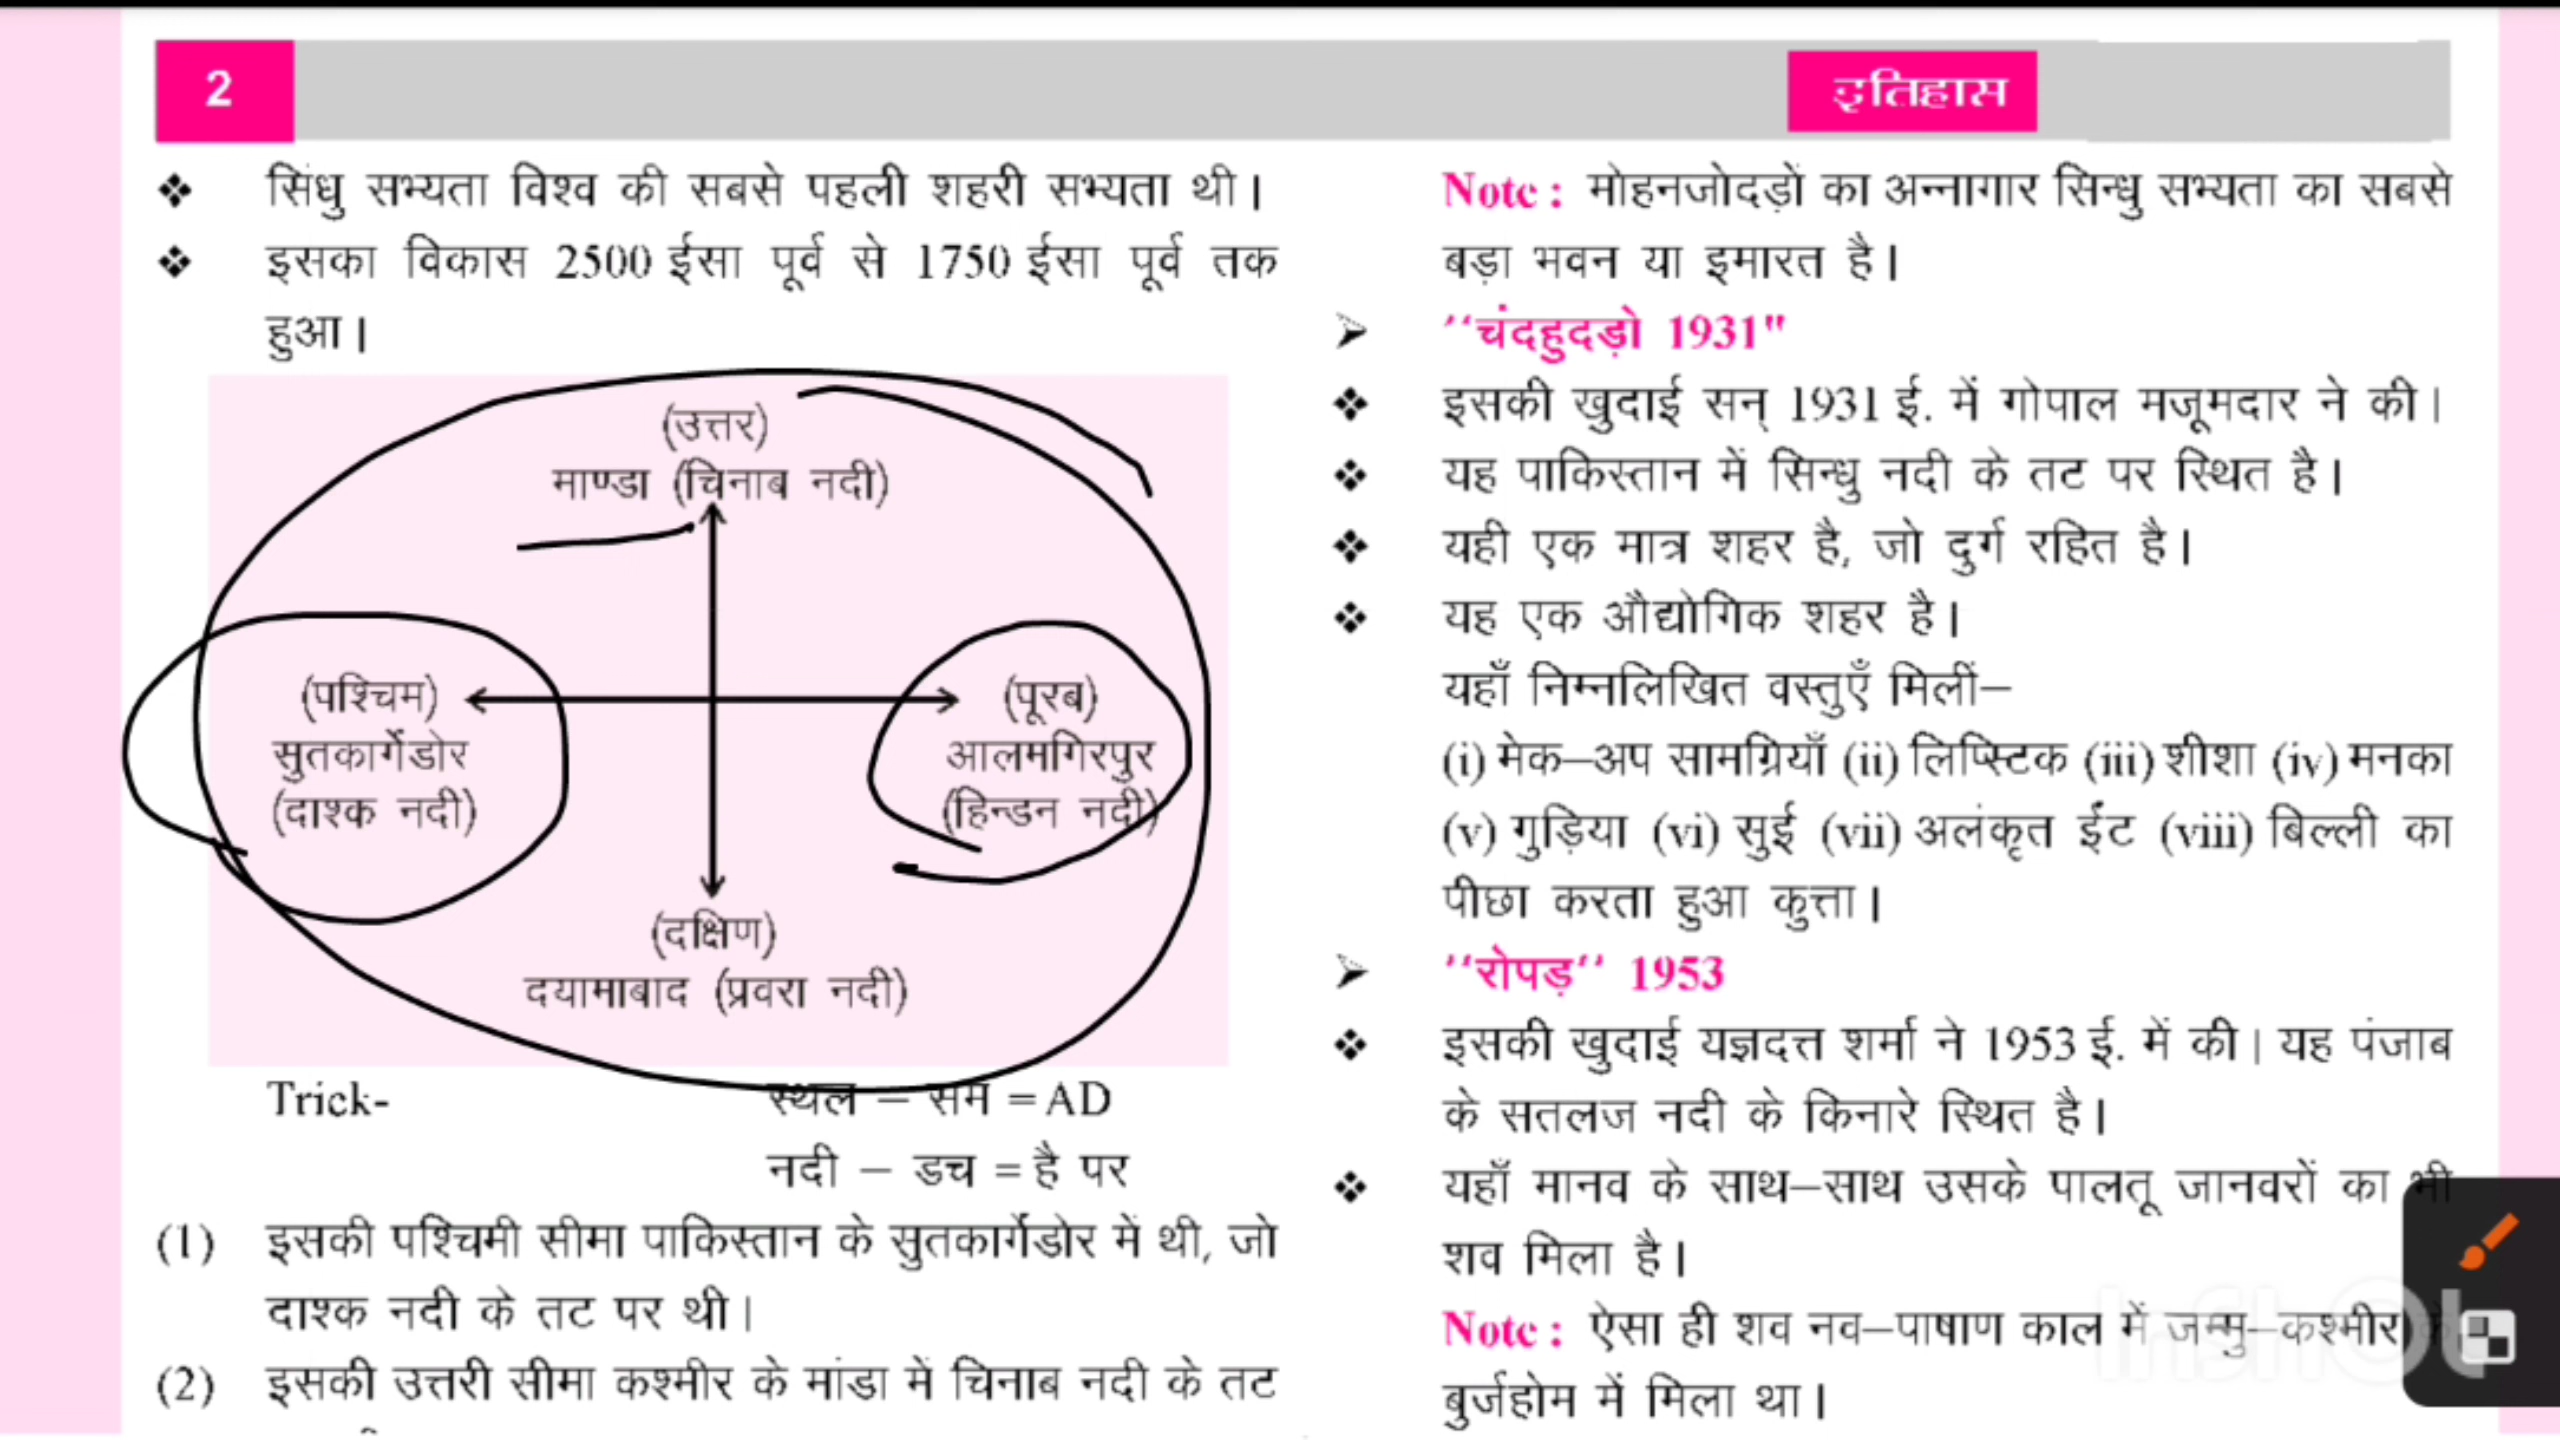 2
इतिहास
सिंधु सभ्यता विश्व की सबसे पहली शहरी सभ्यता थी।
इसका विकास 2500 ईसा पूर्व से 1750 ईसा पूर्व तक
हुआ।
(उत्तर)
माण्डा (चिनाब नदी)
(पश्चिम)
सुतकार्गेडोर
(दाश्क नदी)
(पूरब)
आलमगिरपुर
(हिन्डन नदी)
(दक्षिण)
दयामाबाद (प्रवरा नदी)
Trick- स्थल – सम = AD
नदी – डच = है पर
(1) इसकी पश्चिमी सीमा पाकिस्तान के सुतकार्गेडोर में थी, जो
दाश्क नदी के तट पर थी।
(2) इसकी उत्तरी सीमा कश्मीर के मांडा में चिनाब नदी के तट
Note : मोहनजोदड़ों का अन्नागार सिन्धु सभ्यता का सबसे
बड़ा भवन या इमारत है।
''चंदहुदड़ो 1931"
इसकी खुदाई सन् 1931 ई. में गोपाल मजूमदार ने की।
यह पाकिस्तान में सिन्धु नदी के तट पर स्थित है।
यही एक मात्र शहर है, जो दुर्ग रहित है।
यह एक औद्योगिक शहर है।
यहाँ निम्नलिखित वस्तुएँ मिलीं–
(i) मेक–अप सामग्रियाँ (ii) लिप्स्टिक (iii) शीशा (iv) मनका
(v) गुड़िया (vi) सुई (vii) अलंकृत ईंट (viii) बिल्ली का
पीछा करता हुआ कुत्ता।
''रोपड़'' 1953
इसकी खुदाई यज्ञदत्त शर्मा ने 1953 ई. में की। यह पंजाब
के सतलज नदी के किनारे स्थित है।
यहाँ मानव के साथ–साथ उसके पालतू जानवरों का भी
शव मिला है।
Note : ऐसा ही शव नव–पाषाण काल में जम्मु–कश्मीर
बुर्जहोम में मिला था।
InShOt